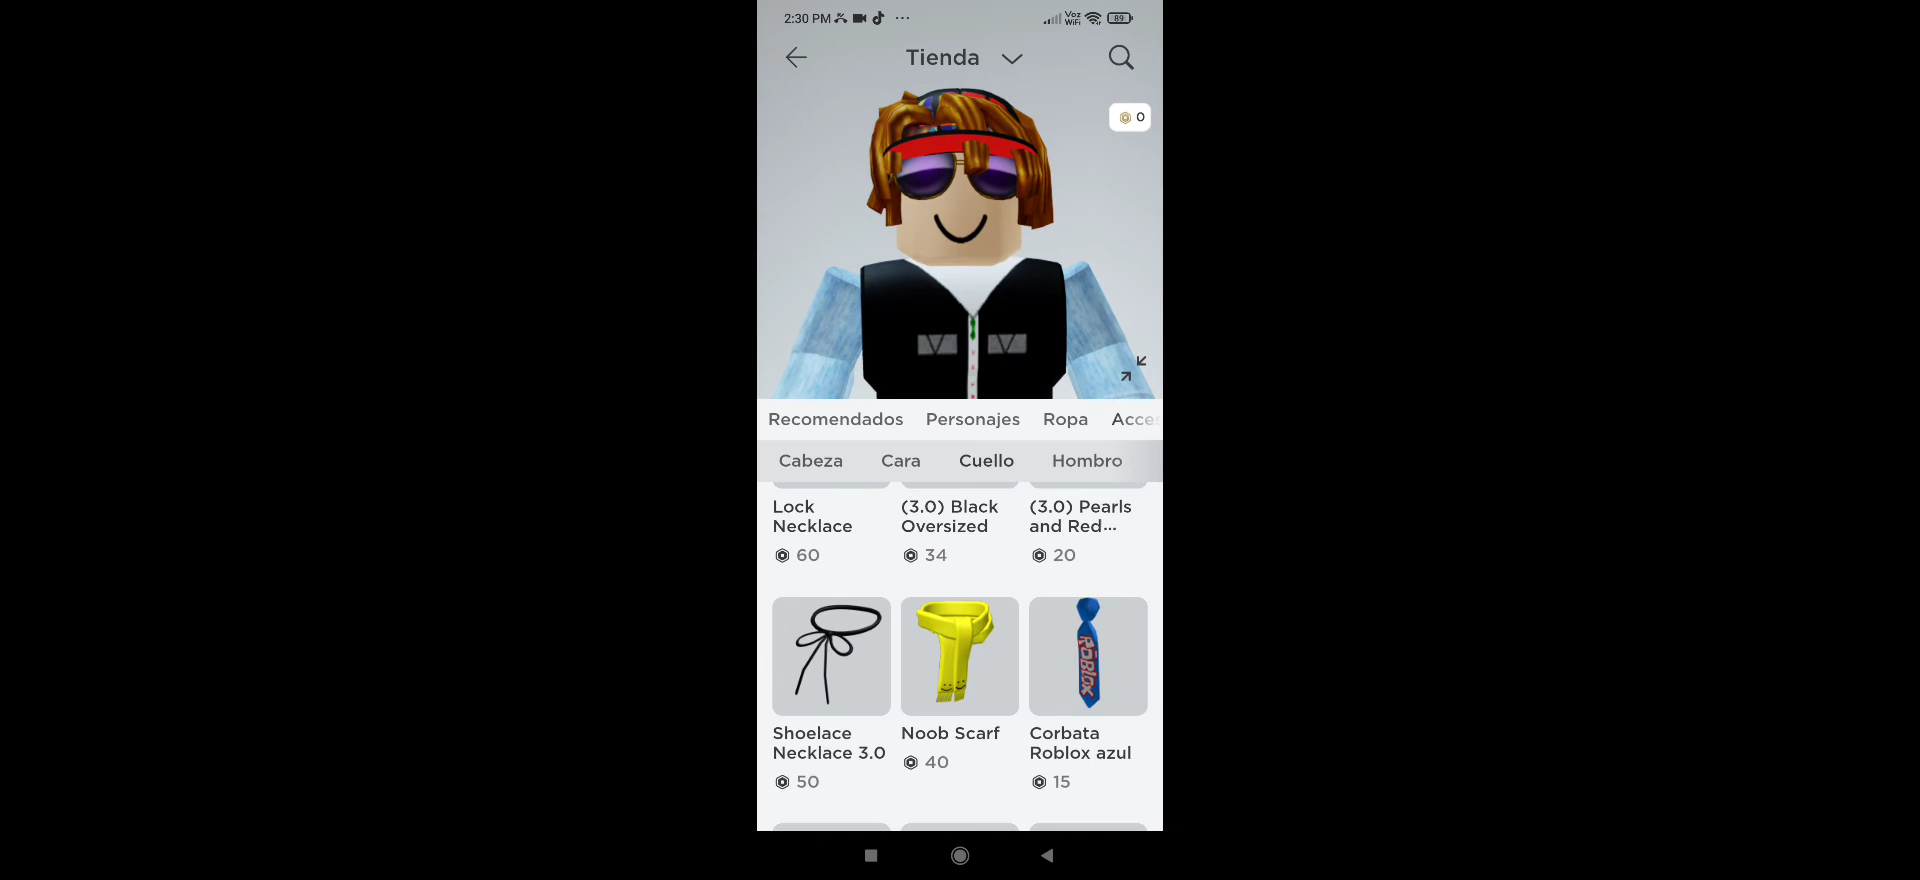 2:30 PM
Voz
WiFi
89
Tienda
0
Recomendados Personajes Ropa Acce
Cabeza Cara Cuello Hombro
Lock
Necklace
60
(3.0) Black
Oversized
34
(3.0) Pearls
and Red...
20
ROBLOX
Shoelace
Necklace 3.0
50
Noob Scarf
40
Corbata
Roblox azul
15